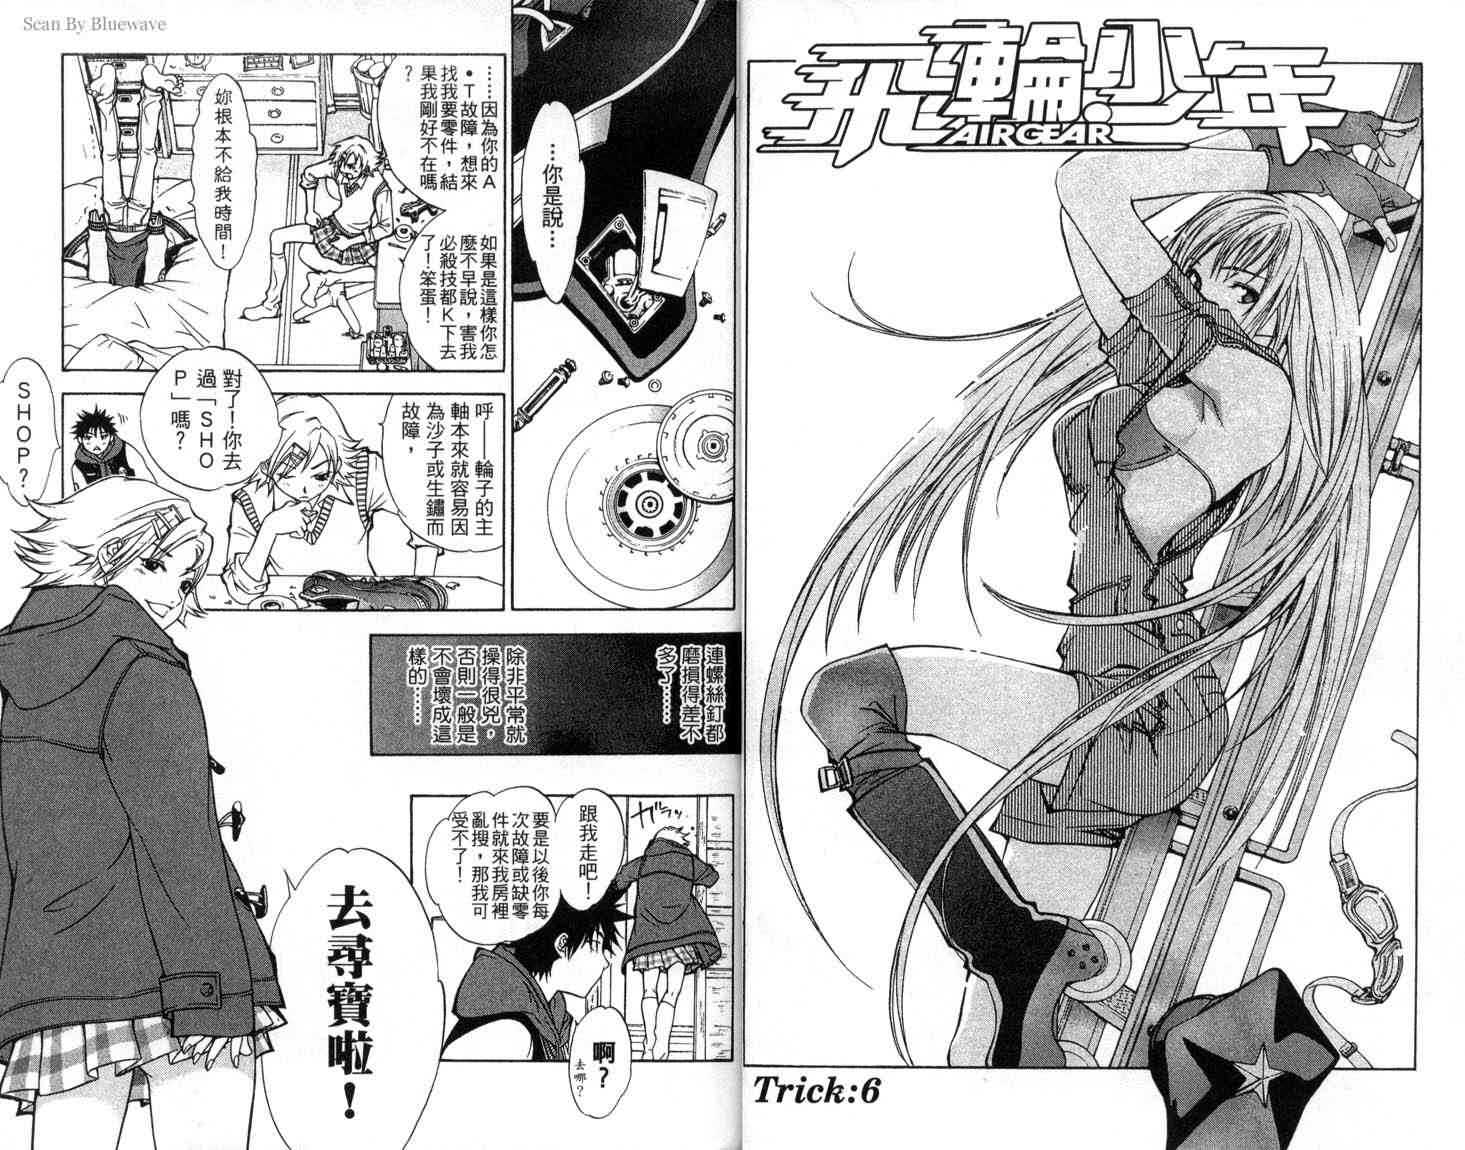 Scan By Bluewave
飛輪少年
AIRGEAR
Trick:6
…你是說…
……因為你的A
•T故障，想來
找我要零件，結
果我剛好不在嗎
？
如果是這樣你怎
麼不早說，害我
必殺技都K下去
了！笨蛋！
妳根本不給我時間！
呼——輪子的主
軸本來就容易因
為沙子或生鏽而
故障，
對了！你去
過「SHO
P」嗎？
SHOP？
連螺絲釘都
磨損得差不
多了……
除非平常就
操得很凶，
否則一般是
不會壞成這
樣的……
ガラッ
跟我走吧！
要是以後你每
次故障或缺零
件就來我房裡
亂搜，那我可
受不了！
啊？
去哪？
去尋寶啦！